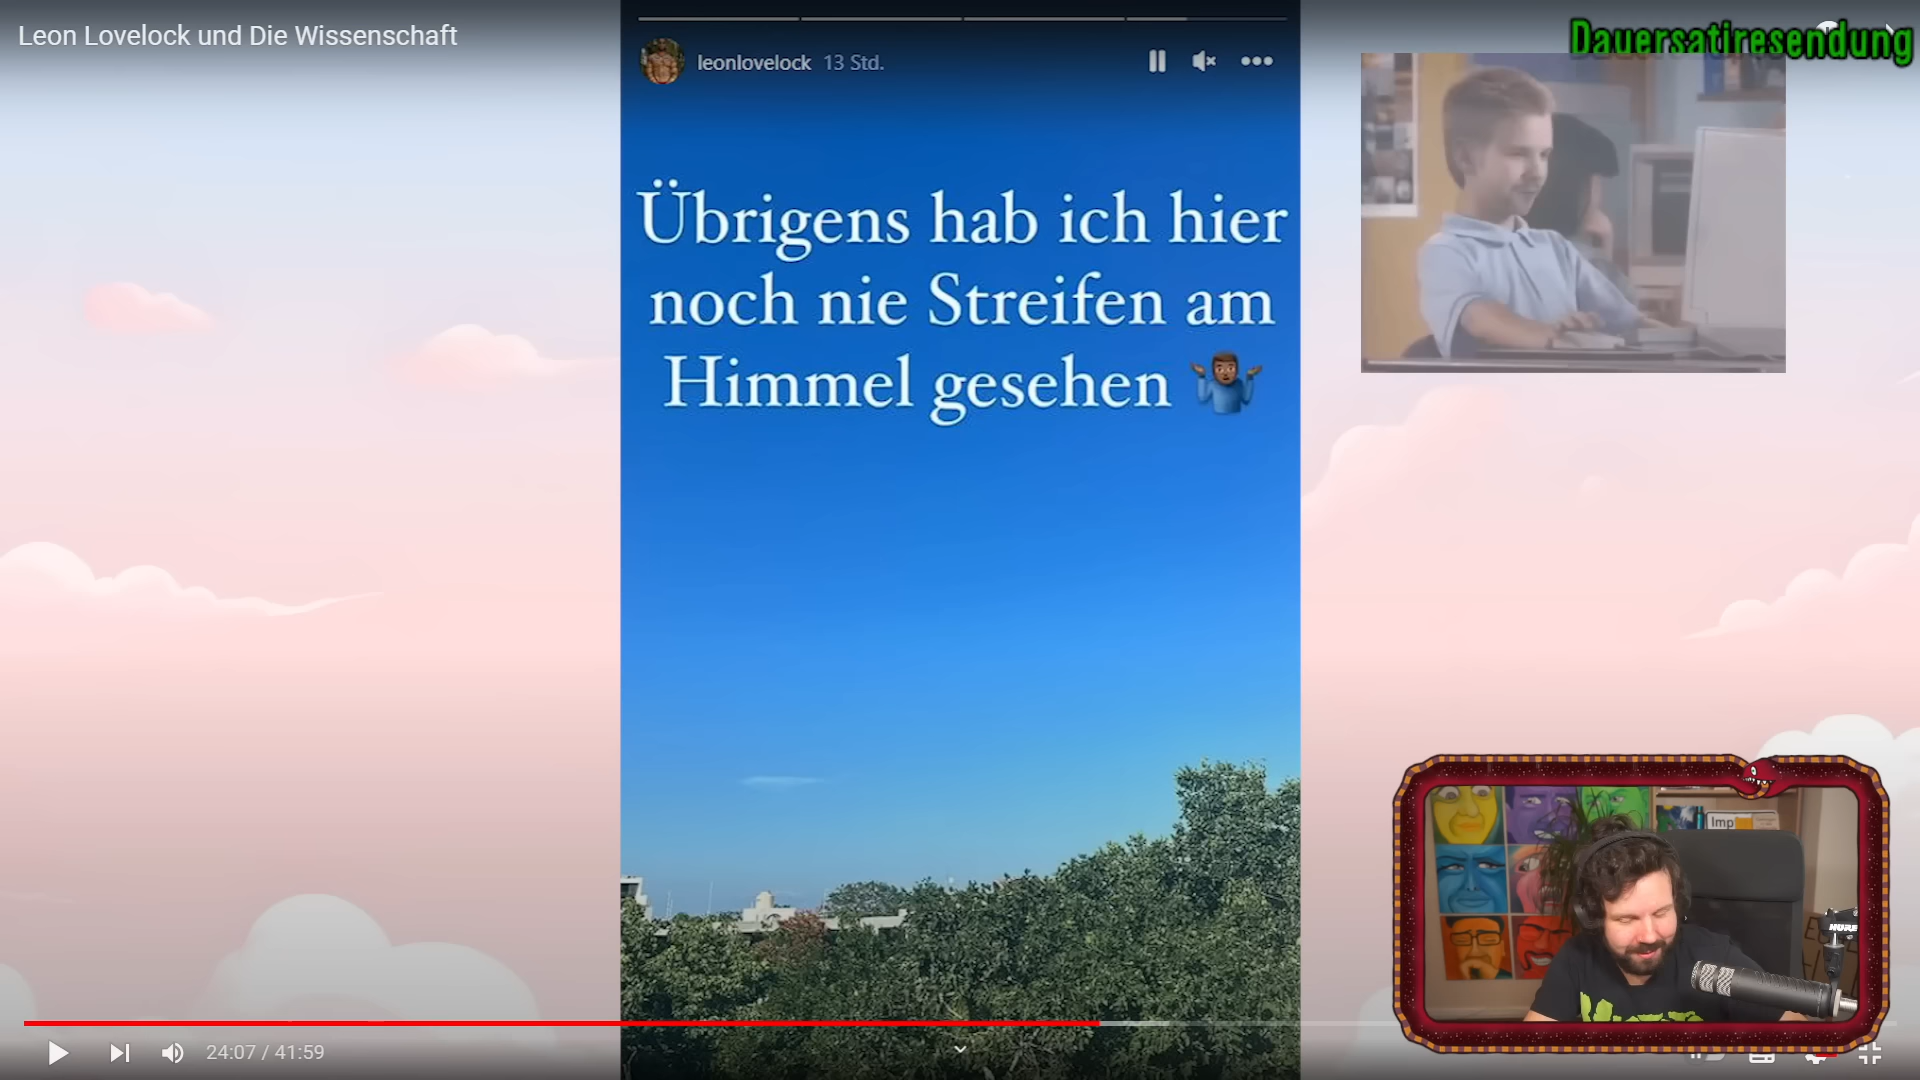 Leon Lovelock und Die Wissenschaft
Dauersatiresendung
leonlovelock 13 Std.
Übrigens hab ich hier
noch nie Streifen am
Himmel gesehen 🤷🏾‍♂️
Imp
24:07 / 41:59